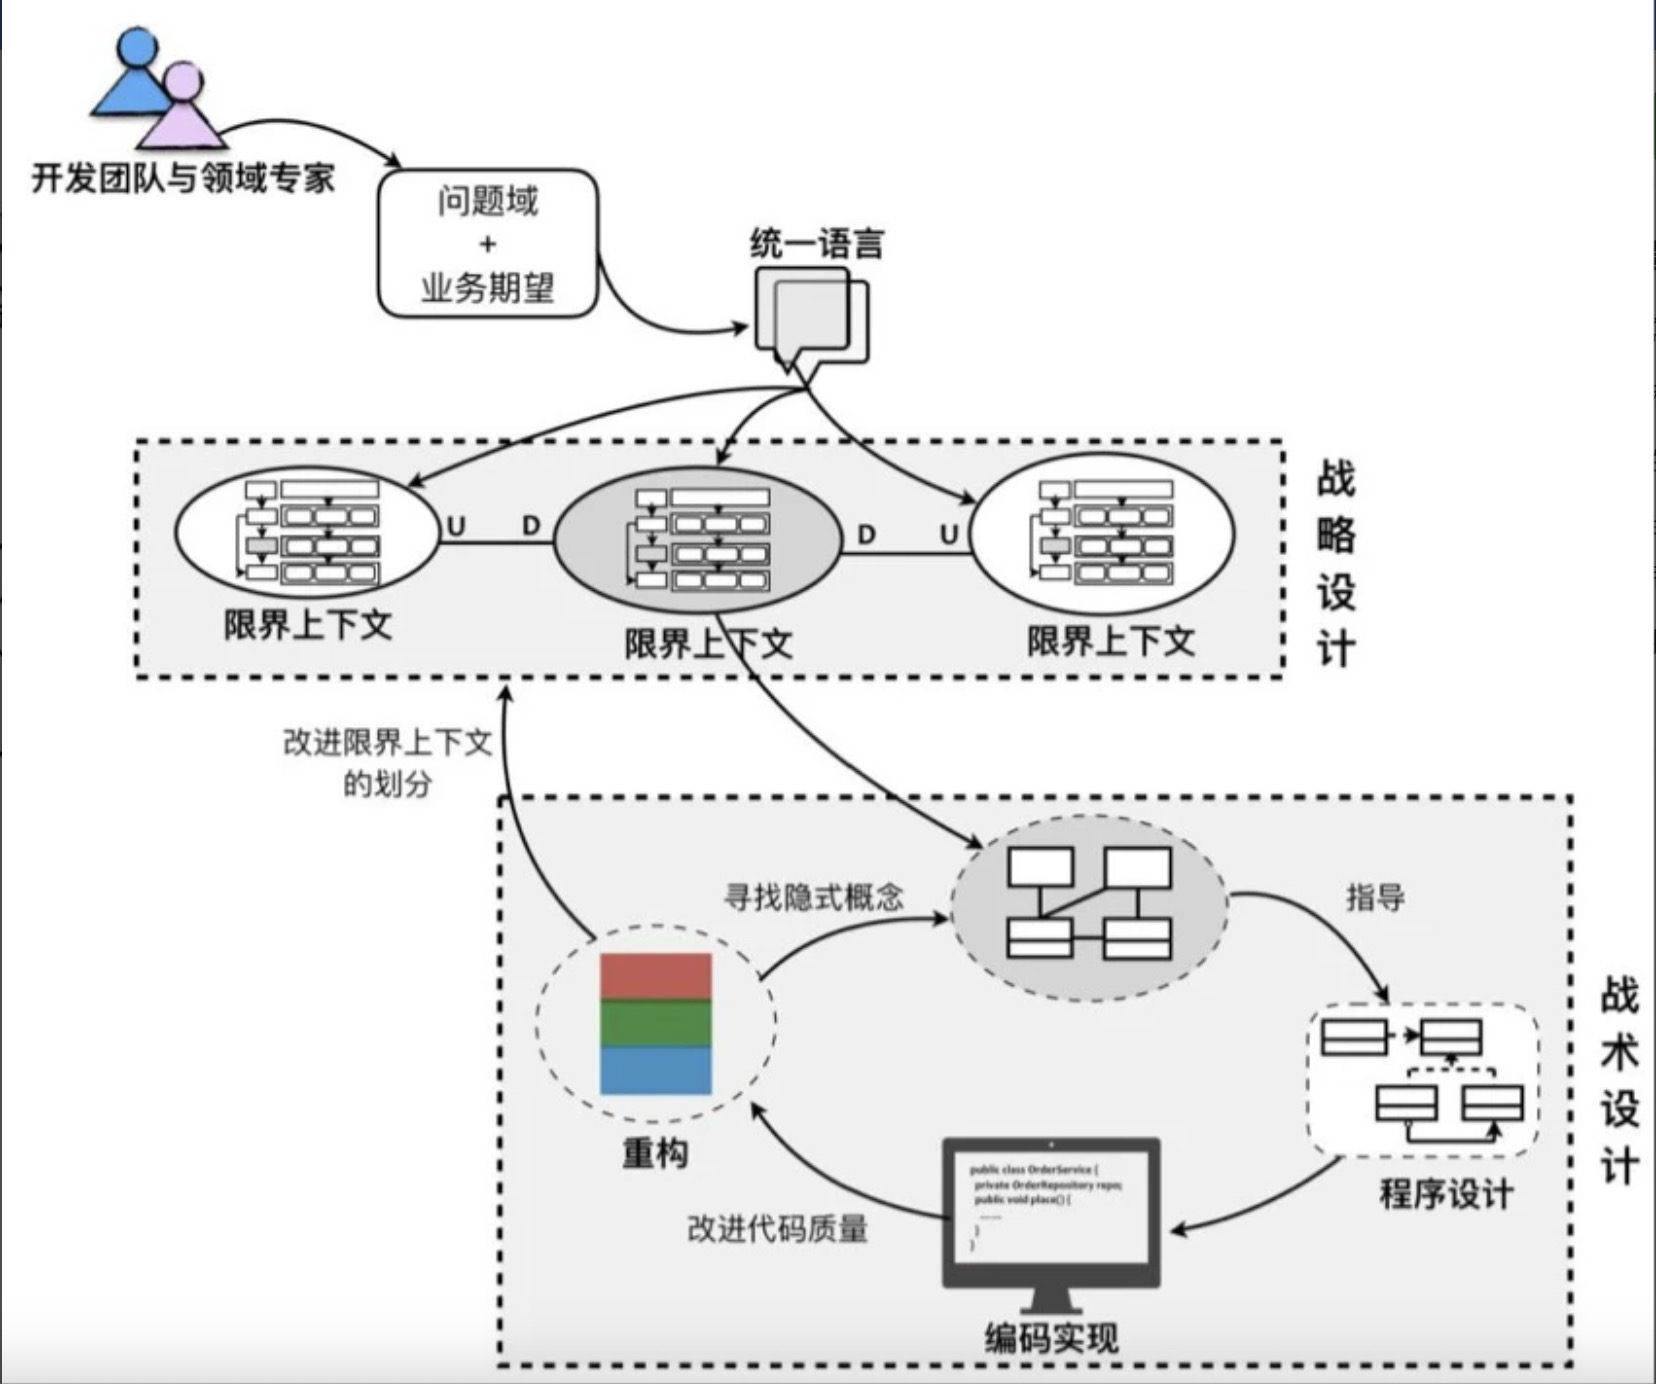 开发团队与领域专家
问题域
+
业务期望
统一语言
战略设计
U
D
D
U
限界上下文
限界上下文
限界上下文
改进限界上下文
的划分
寻找隐式概念
指导
战术设计
重构
程序设计
改进代码质量
public class OrderService {
private OrderRepository repo;
public void place() {
......
}
}
编码实现